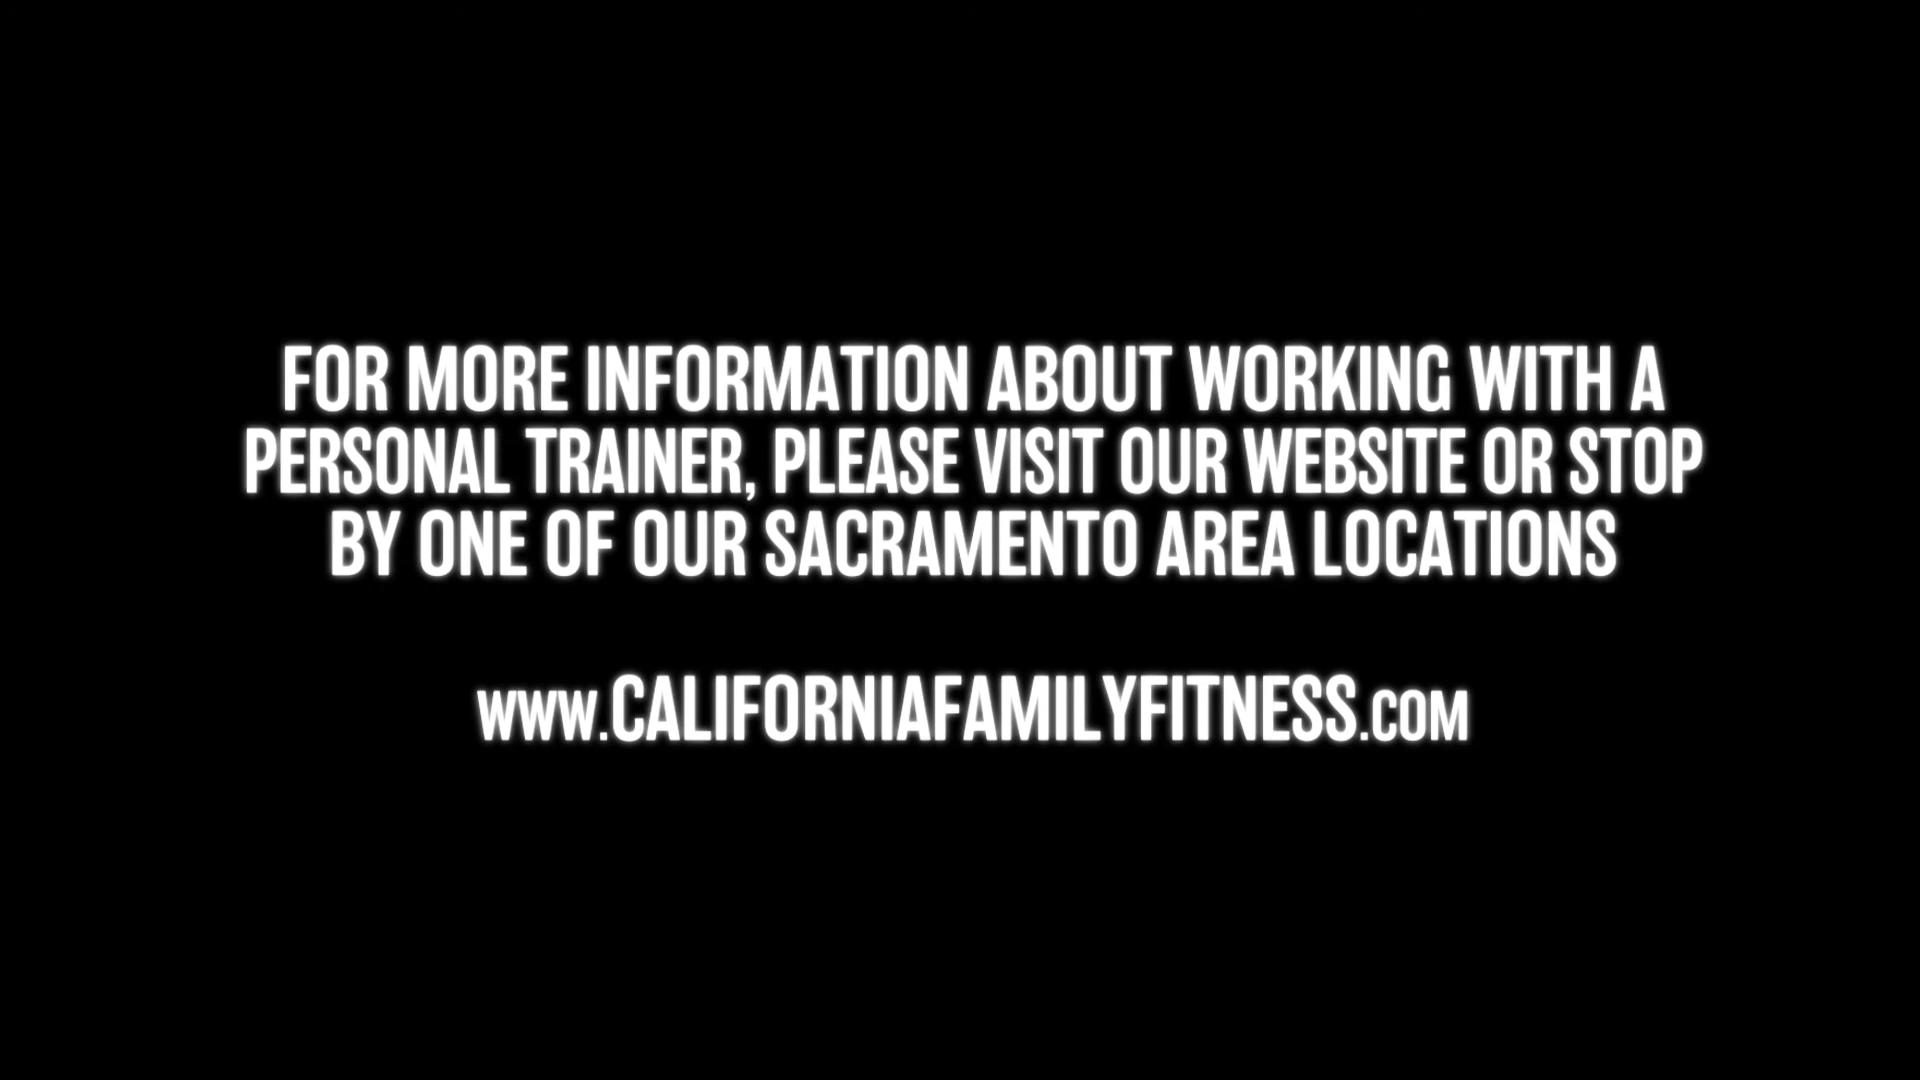 FOR MORE INFORMATION ABOUT WORKING WITH A
PERSONAL TRAINER, PLEASE VISIT OUR WEBSITE OR STOP
BY ONE OF OUR SACRAMENTO AREA LOCATIONS
WWW.CALIFORNIAFAMILYFITNESS.COM